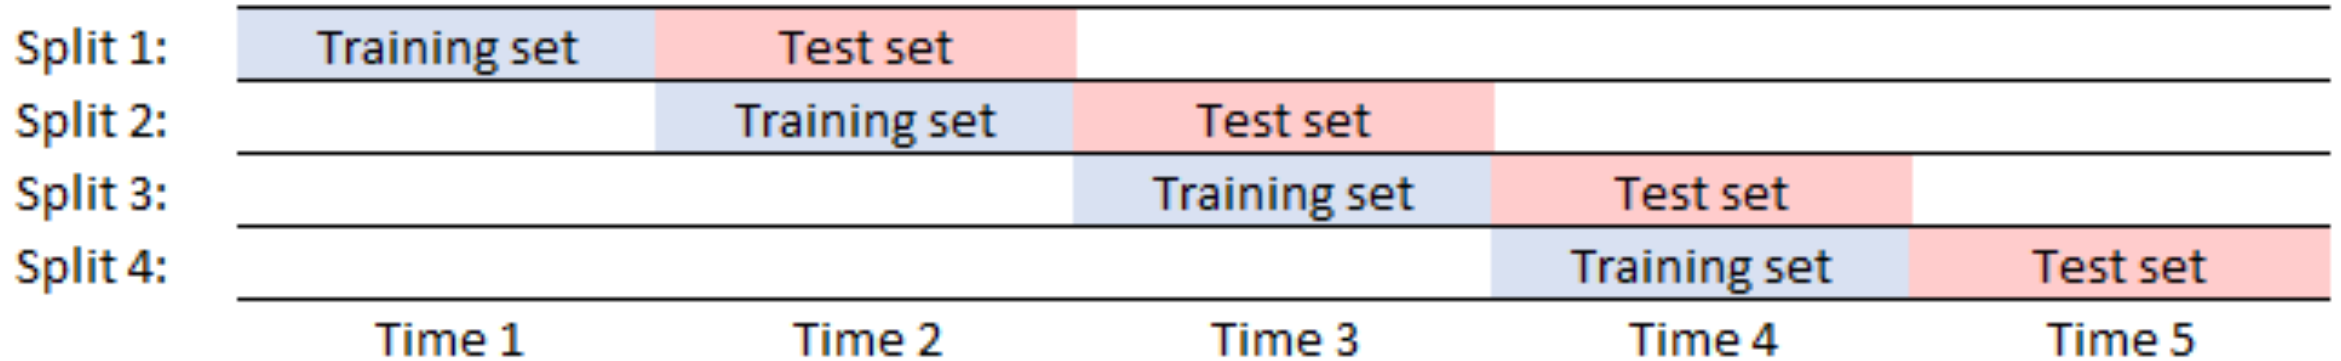 Split 1: Training set Test set
Split 2: Training set Test set
Split 3: Training set Test set
Split 4: Training set Test set
Time 1 Time 2 Time 3 Time 4 Time 5